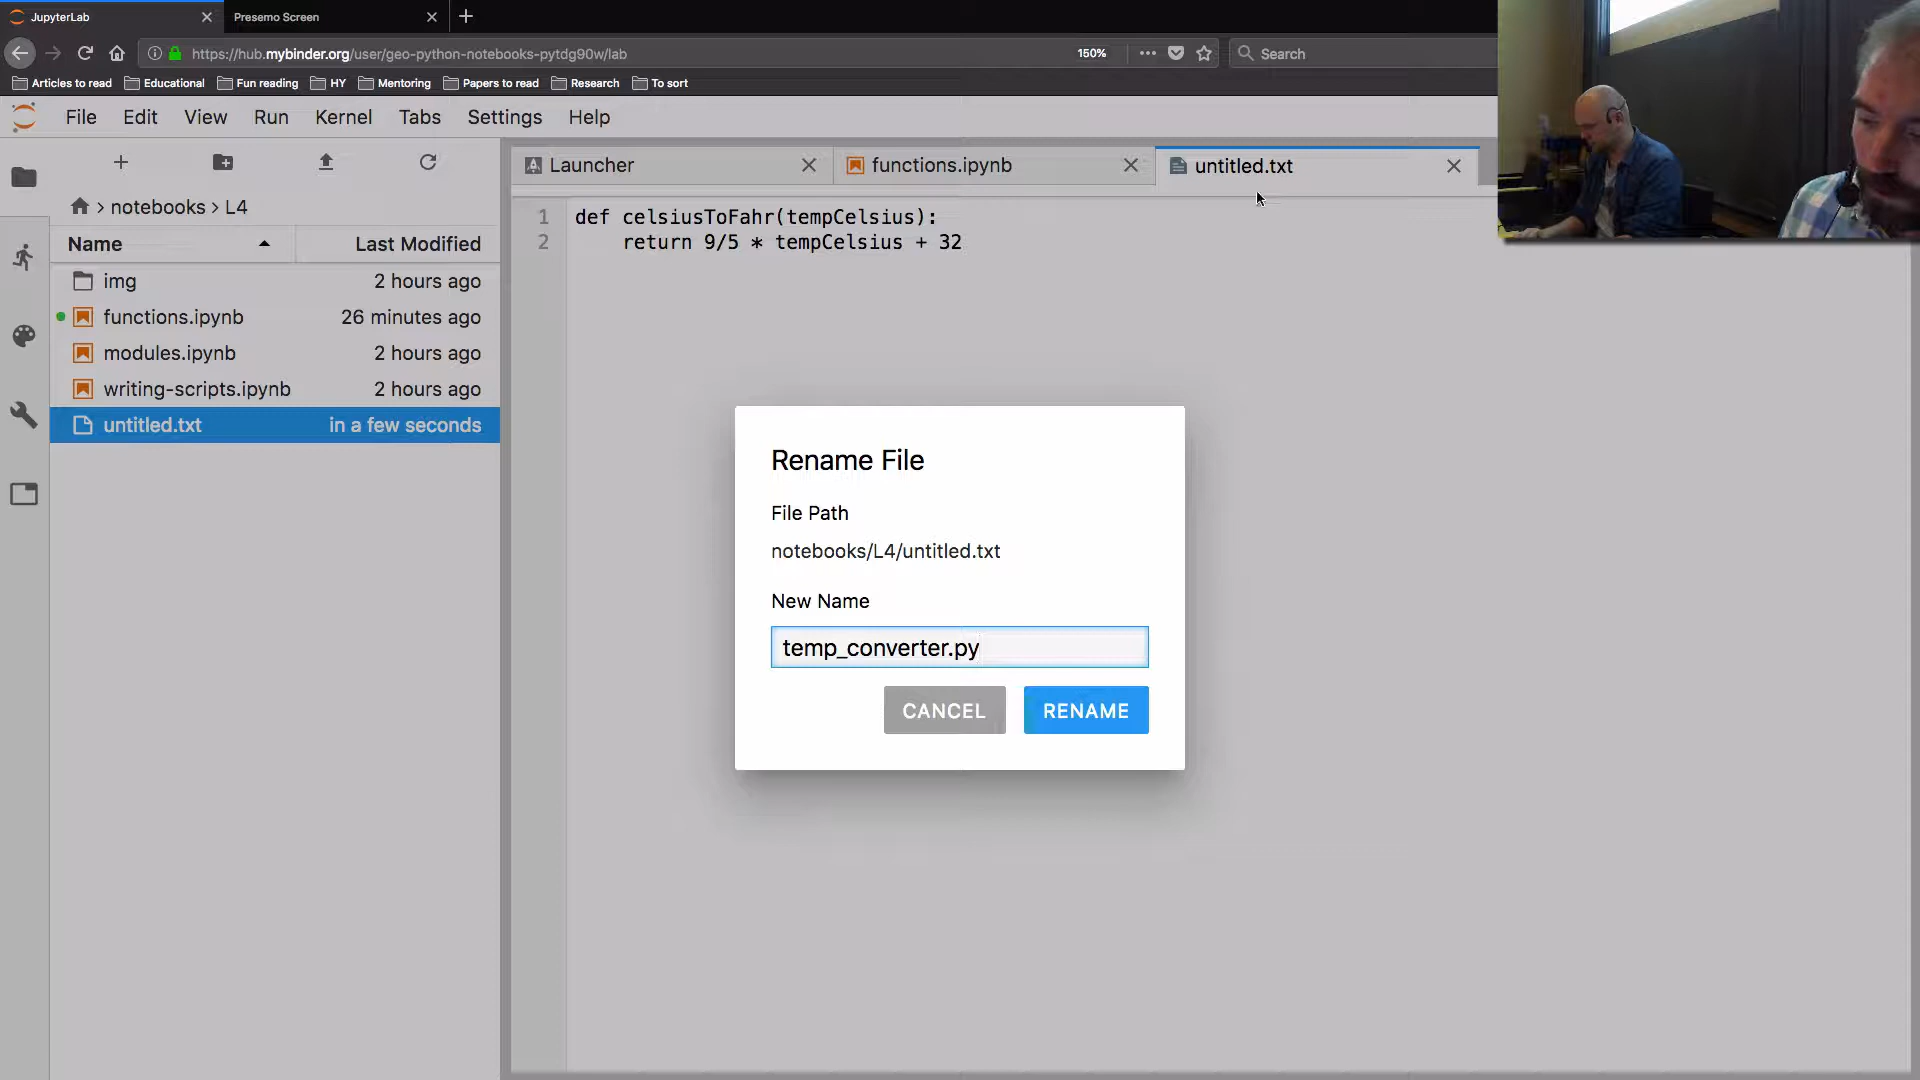 JupyterLab
Presemo Screen
https://hub.mybinder.org/user/geo-python-notebooks-pytdg90w/lab
150%
Search
Articles to read
Educational
Fun reading
HY
Mentoring
Papers to read
Research
To sort
File Edit View Run Kernel Tabs Settings Help
Launcher
functions.ipynb
untitled.txt
> notebooks > L4
Name Last Modified
img 2 hours ago
functions.ipynb 26 minutes ago
modules.ipynb 2 hours ago
writing-scripts.ipynb 2 hours ago
untitled.txt in a few seconds
1 def celsiusToFahr(tempCelsius):
2 return 9/5 * tempCelsius + 32
Rename File
File Path
notebooks/L4/untitled.txt
New Name
temp_converter.py
CANCEL RENAME